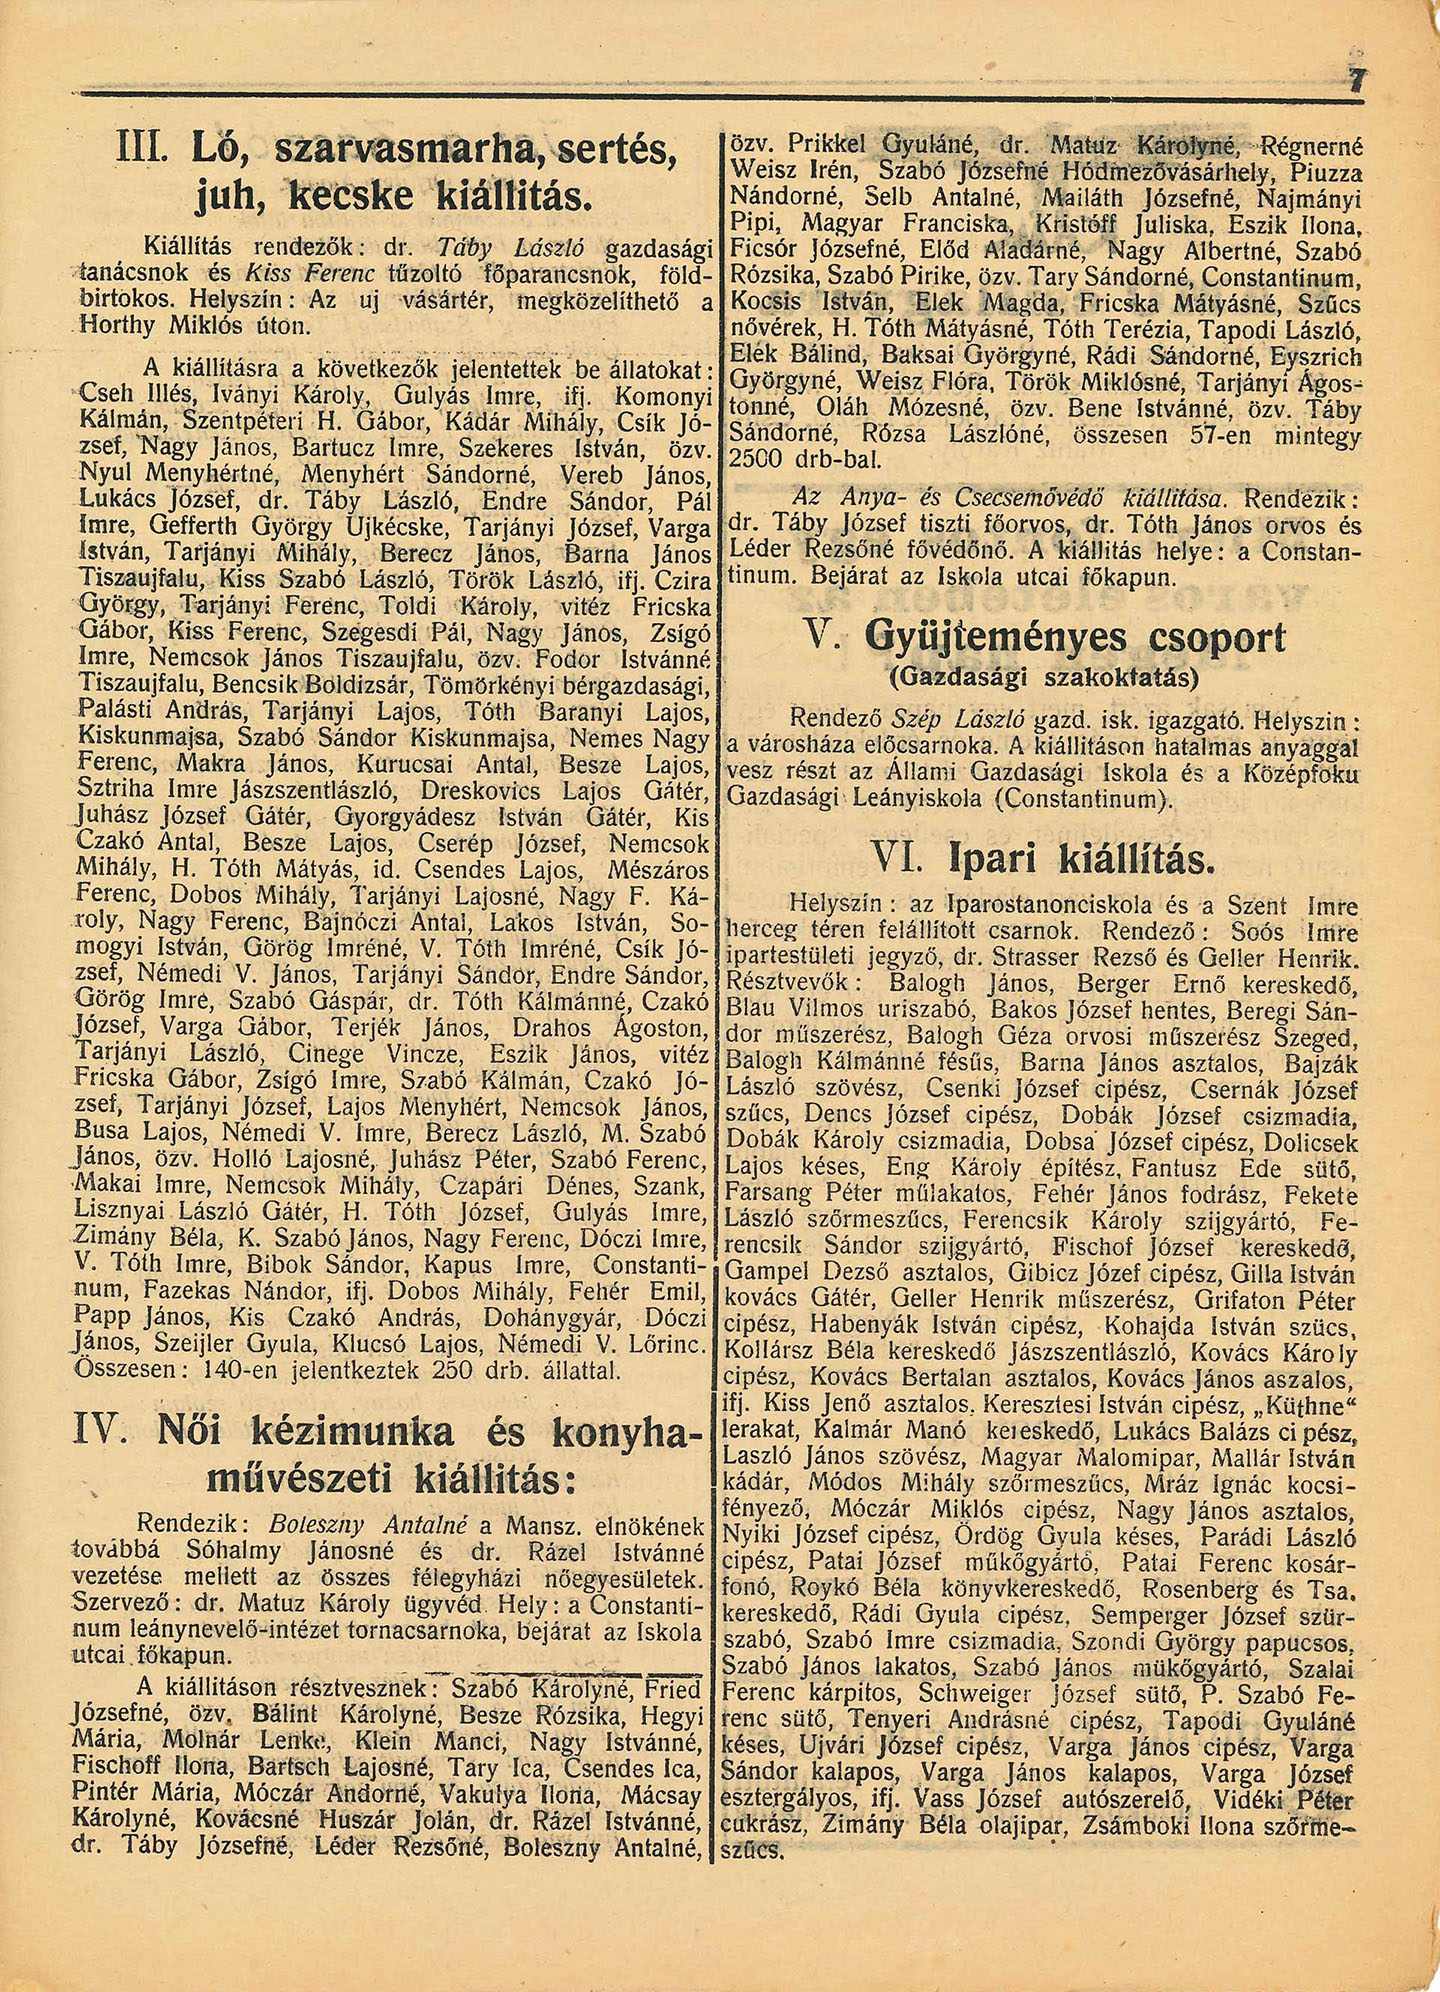 7
III. Ló, szarvasmarha, sertés,
juh, kecske kiállitás.
Kiállítás rendezők: dr. Táby László gazdasági
tanácsnok és Kiss Ferenc tűzoltó főparancsnok, föld-
birtokos. Helyszín: Az uj vásártér, megközelíthető a
Horthy Miklós úton.
A kiállításra a következők jelentettek be állatokat:
Cseh Illés, Iványi Károly, Gulyás Imre, ifj. Komonyi
Kálmán, Szentpéteri H. Gábor, Kádár Mihály, Csík Jó-
zsef, Nagy János, Bartucz Imre, Szekeres István, özv.
Nyul Menyhértné, Menyhért Sándorné, Vereb János,
Lukács József, dr. Táby László, Endre Sándor, Pál
Imre, Gefferth György Ujkécske, Tarjányi József, Varga
István, Tarjányi Mihály, Berecz János, Barna János
Tiszaujfalu, Kiss Szabó László, Török László, ifj. Czira
György, Tarjányi Ferenc, Toldi Károly, vitéz Fricska
Gábor, Kiss Ferenc, Szegesdi Pál, Nagy János, Zsígó
Imre, Nemcsok János Tiszaujfalu, özv. Fodor Istvánné
Tiszaujfalu, Bencsik Boldizsár, Tömörkényi bérgazdasági,
Palásti András, Tarjányi Lajos, Tóth Baranyi Lajos,
Kiskunmajsa, Szabó Sándor Kiskunmajsa, Nemes Nagy
Ferenc, Makra János, Kurucsai Antal, Besze Lajos,
Sztriha Imre Jászszentlászló, Dreskovics Lajos Gátér,
Juhász József Gátér, Gyorgyádesz István Gátér, Kis
Czakó Antal, Besze Lajos, Cserép József, Nemcsok
Mihály, H. Tóth Mátyás, id. Csendes Lajos, Mészáros
Ferenc, Dobos Mihály, Tarjányi Lajosné, Nagy F. Ká-
roly, Nagy Ferenc, Bajnóczi Antal, Lakos István, So-
mogyi István, Görög Imréné, V. Tóth Imréné, Csík Jó-
zsef, Némedi V. János, Tarjányi Sándor, Endre Sándor,
Görög Imre, Szabó Gáspár, dr. Tóth Kálmánné, Czakó
József, Varga Gábor, Terjék János, Drahos Ágoston,
Tarjányi László, Cinege Vincze, Eszik János, vitéz
Fricska Gábor, Zsígó Imre, Szabó Kálmán, Czakó Jó-
zsef, Tarjányi József, Lajos Menyhért, Nemcsok János,
Busa Lajos, Némedi V. Imre, Berecz László, M. Szabó
János, özv. Holló Lajosné, Juhász Péter, Szabó Ferenc,
Makai Imre, Nemcsok Mihály, Czapári Dénes, Szank,
Lisznyai László Gátér, H. Tóth József, Gulyás Imre,
Zimány Béla, K. Szabó János, Nagy Ferenc, Dóczi Imre,
V. Tóth Imre, Bibok Sándor, Kapus Imre, Constanti-
num, Fazekas Nándor, ifj. Dobos Mihály, Fehér Emil,
Papp János, Kis Czakó András, Dohánygyár, Dóczi
János, Szeijler Gyula, Klucsó Lajos, Némedi V. Lőrinc.
Összesen: 140-en jelentkeztek 250 drb. állattal.
IV. Női kézimunka és konyha-
művészeti kiállitás:
Rendezik: Boleszny Antalné a Mansz. elnökének
továbbá Sóhalmy Jánosné és dr. Rázel Istvánné
vezetése mellett az összes félegyházi nőegyesületek.
Szervező: dr. Matuz Károly ügyvéd. Hely: a Constanti-
num leánynevelő-intézet tornacsarnoka, bejárat az Iskola
utcai főkapun.
A kiállításon résztvesznek: Szabó Károlyné, Fried
Józsefné, özv. Bálint Károlyné, Besze Rózsika, Hegyi
Mária, Molnár Lenke, Klein Manci, Nagy Istvánné,
Fischoff Ilona, Bartsch Lajosné, Tary Ica, Csendes Ica,
Pintér Mária, Móczár Andorné, Vakulya Ilona, Mácsay
Károlyné, Kovácsné Huszár Jolán, dr. Rázel Istvánné,
dr. Táby Józsefné, Léder Rezsőné, Boleszny Antalné,
özv. Prikkel Gyuláné, dr. Matuz Károlyné, Régnerné
Weisz Irén, Szabó Józsefné Hódmezővásárhely, Piuzza
Nándorné, Selb Antalné, Mailáth Józsefné, Najmányi
Pipi, Magyar Franciska, Kristóff Juliska, Eszik Ilona,
Ficsór Józsefné, Előd Aladárné, Nagy Albertné, Szabó
Rózsika, Szabó Pirike, özv. Tary Sándorné, Constantinum,
Kocsis István, Elek Magda, Fricska Mátyásné, Szűcs
nővérek, H. Tóth Mátyásné, Tóth Terézia, Tapodi László,
Elek Bálind, Baksai Györgyné, Rádi Sándorné, Eyszrich
Györgyné, Weisz Flóra, Török Miklósné, Tarjányi Ágos-
tonné, Oláh Mózesné, özv. Bene Istvánné, özv. Táby
Sándorné, Rózsa Lászlóné, összesen 57-en mintegy
2500 drb-bal.
Az Anya- és Csecsemővédő kiállitása. Rendezik:
dr. Táby József tiszti főorvos, dr. Tóth János orvos és
Léder Rezsőné fővédőnő. A kiállitás helye: a Constan-
tinum. Bejárat az Iskola utcai főkapun.
V. Gyüjteményes csoport
(Gazdasági szakoktatás)
Rendező Szép László gazd. isk. igazgató. Helyszin:
a városháza előcsarnoka. A kiállitáson hatalmas anyaggal
vesz részt az Állami Gazdasági Iskola és a Középfoku
Gazdasági Leányiskola (Constantinum).
VI. Ipari kiállítás.
Helyszín: az Iparostanonciskola és a Szent Imre
herceg téren felállított csarnok. Rendező: Soós Imre
ipartestületi jegyző, dr. Strasser Rezső és Geller Henrik.
Résztvevők: Balogh János, Berger Ernő kereskedő,
Blau Vilmos uriszabó, Bakos József hentes, Beregi Sán-
dor műszerész, Balogh Géza orvosi műszerész Szeged,
Balogh Kálmánné fésűs, Barna János asztalos, Bajzák
László szövész, Csenki József cipész, Csernák József
szűcs, Dencs József cipész, Dobák József csizmadia,
Dobák Károly csizmadia, Dobsa József cipész, Dolicsek
Lajos késes, Eng Károly építész, Fantusz Ede sütő,
Farsang Péter műlakatos, Fehér János fodrász, Fekete
László szőrmeszűcs, Ferencsik Károly szijgyártó, Fe-
rencsik Sándor szijgyártó, Fischof József kereskedő,
Gampel Dezső asztalos, Gibicz Józef cipész, Gilla István
kovács Gátér, Geller Henrik műszerész, Grifaton Péter
cipész, Habenyák István cipész, Kohajda István szücs,
Kollársz Béla kereskedő Jászszentlászló, Kovács Károly
cipész, Kovács Bertalan asztalos, Kovács János aszalos,
ifj. Kiss Jenő asztalos, Keresztesi István cipész, „Küthne“
lerakat, Kalmár Manó kereskedő, Lukács Balázs cipész,
Laszló János szövész, Magyar Malomipar, Mallár István
kádár, Módos Mihály szőrmeszűcs, Mráz Ignác kocsi-
fényező, Móczár Miklós cipész, Nagy János asztalos,
Nyiki József cipész, Ördög Gyula késes, Parádi László
cipész, Patai József műkőgyártó, Patai Ferenc kosár-
fonó, Roykó Béla könyvkereskedő, Rosenberg és Tsa.
kereskedő, Rádi Gyula cipész, Semperger József szür-
szabó, Szabó Imre csizmadia, Szondi György papucsos,
Szabó János lakatos, Szabó János mükőgyártó, Szalai
Ferenc kárpitos, Schweiger József sütő, P. Szabó Fe-
renc sütő, Tenyeri Andrásné cipész, Tapodi Gyuláné
késes, Ujvári József cipész, Varga János cipész, Varga
Sándor kalapos, Varga János kalapos, Varga József
esztergályos, ifj. Vass József autószerelő, Vidéki Péter
cukrász, Zimány Béla olajipar, Zsámboki Ilona szőrme-
szűcs.